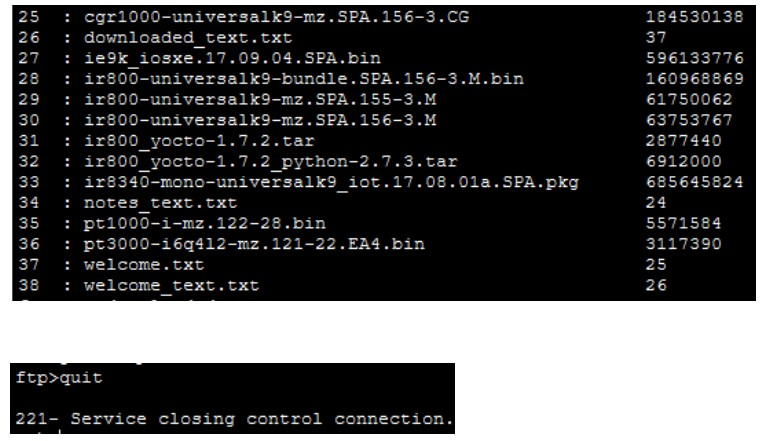 25 : cgr1000-universalk9-mz.SPA.156-3.CG 184530138
26 : downloaded_text.txt 37
27 : ie9k_iosxe.17.09.04.SPA.bin 596133776
28 : ir800-universalk9-bundle.SPA.156-3.M.bin 160968869
29 : ir800-universalk9-mz.SPA.155-3.M 61750062
30 : ir800-universalk9-mz.SPA.156-3.M 63753767
31 : ir800_yocto-1.7.2.tar 2877440
32 : ir800_yocto-1.7.2_python-2.7.3.tar 6912000
33 : ir8340-mono-universalk9_iot.17.08.01a.SPA.pkg 685645824
34 : notes_text.txt 24
35 : pt1000-i-mz.122-28.bin 5571584
36 : pt3000-i6q4l2-mz.121-22.EA4.bin 3117390
37 : welcome.txt 25
38 : welcome_text.txt 26
ftp>quit
221- Service closing control connection.